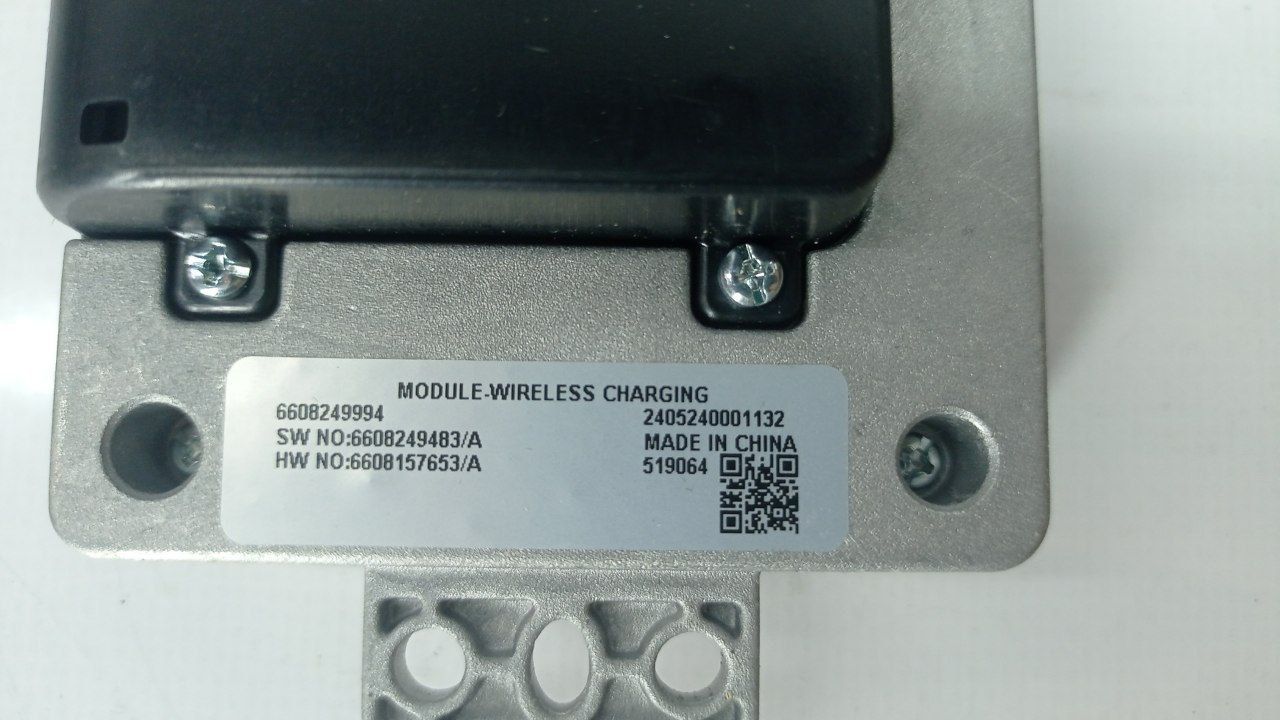 MODULE-WIRELESS CHARGING
6608249994
SW NO:6608249483/A
HW NO:6608157653/A
2405240001132
MADE IN CHINA
519064